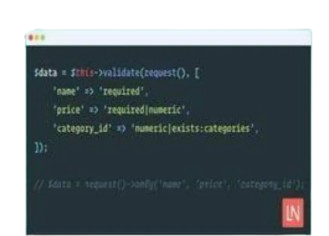 $data = $this->validate(request(), [
'name' => 'required',
'price' => 'required|numeric',
'category_id' => 'numeric|exists:categories',
]);
// $data = request()->only('name', 'price', 'category_id');
LN